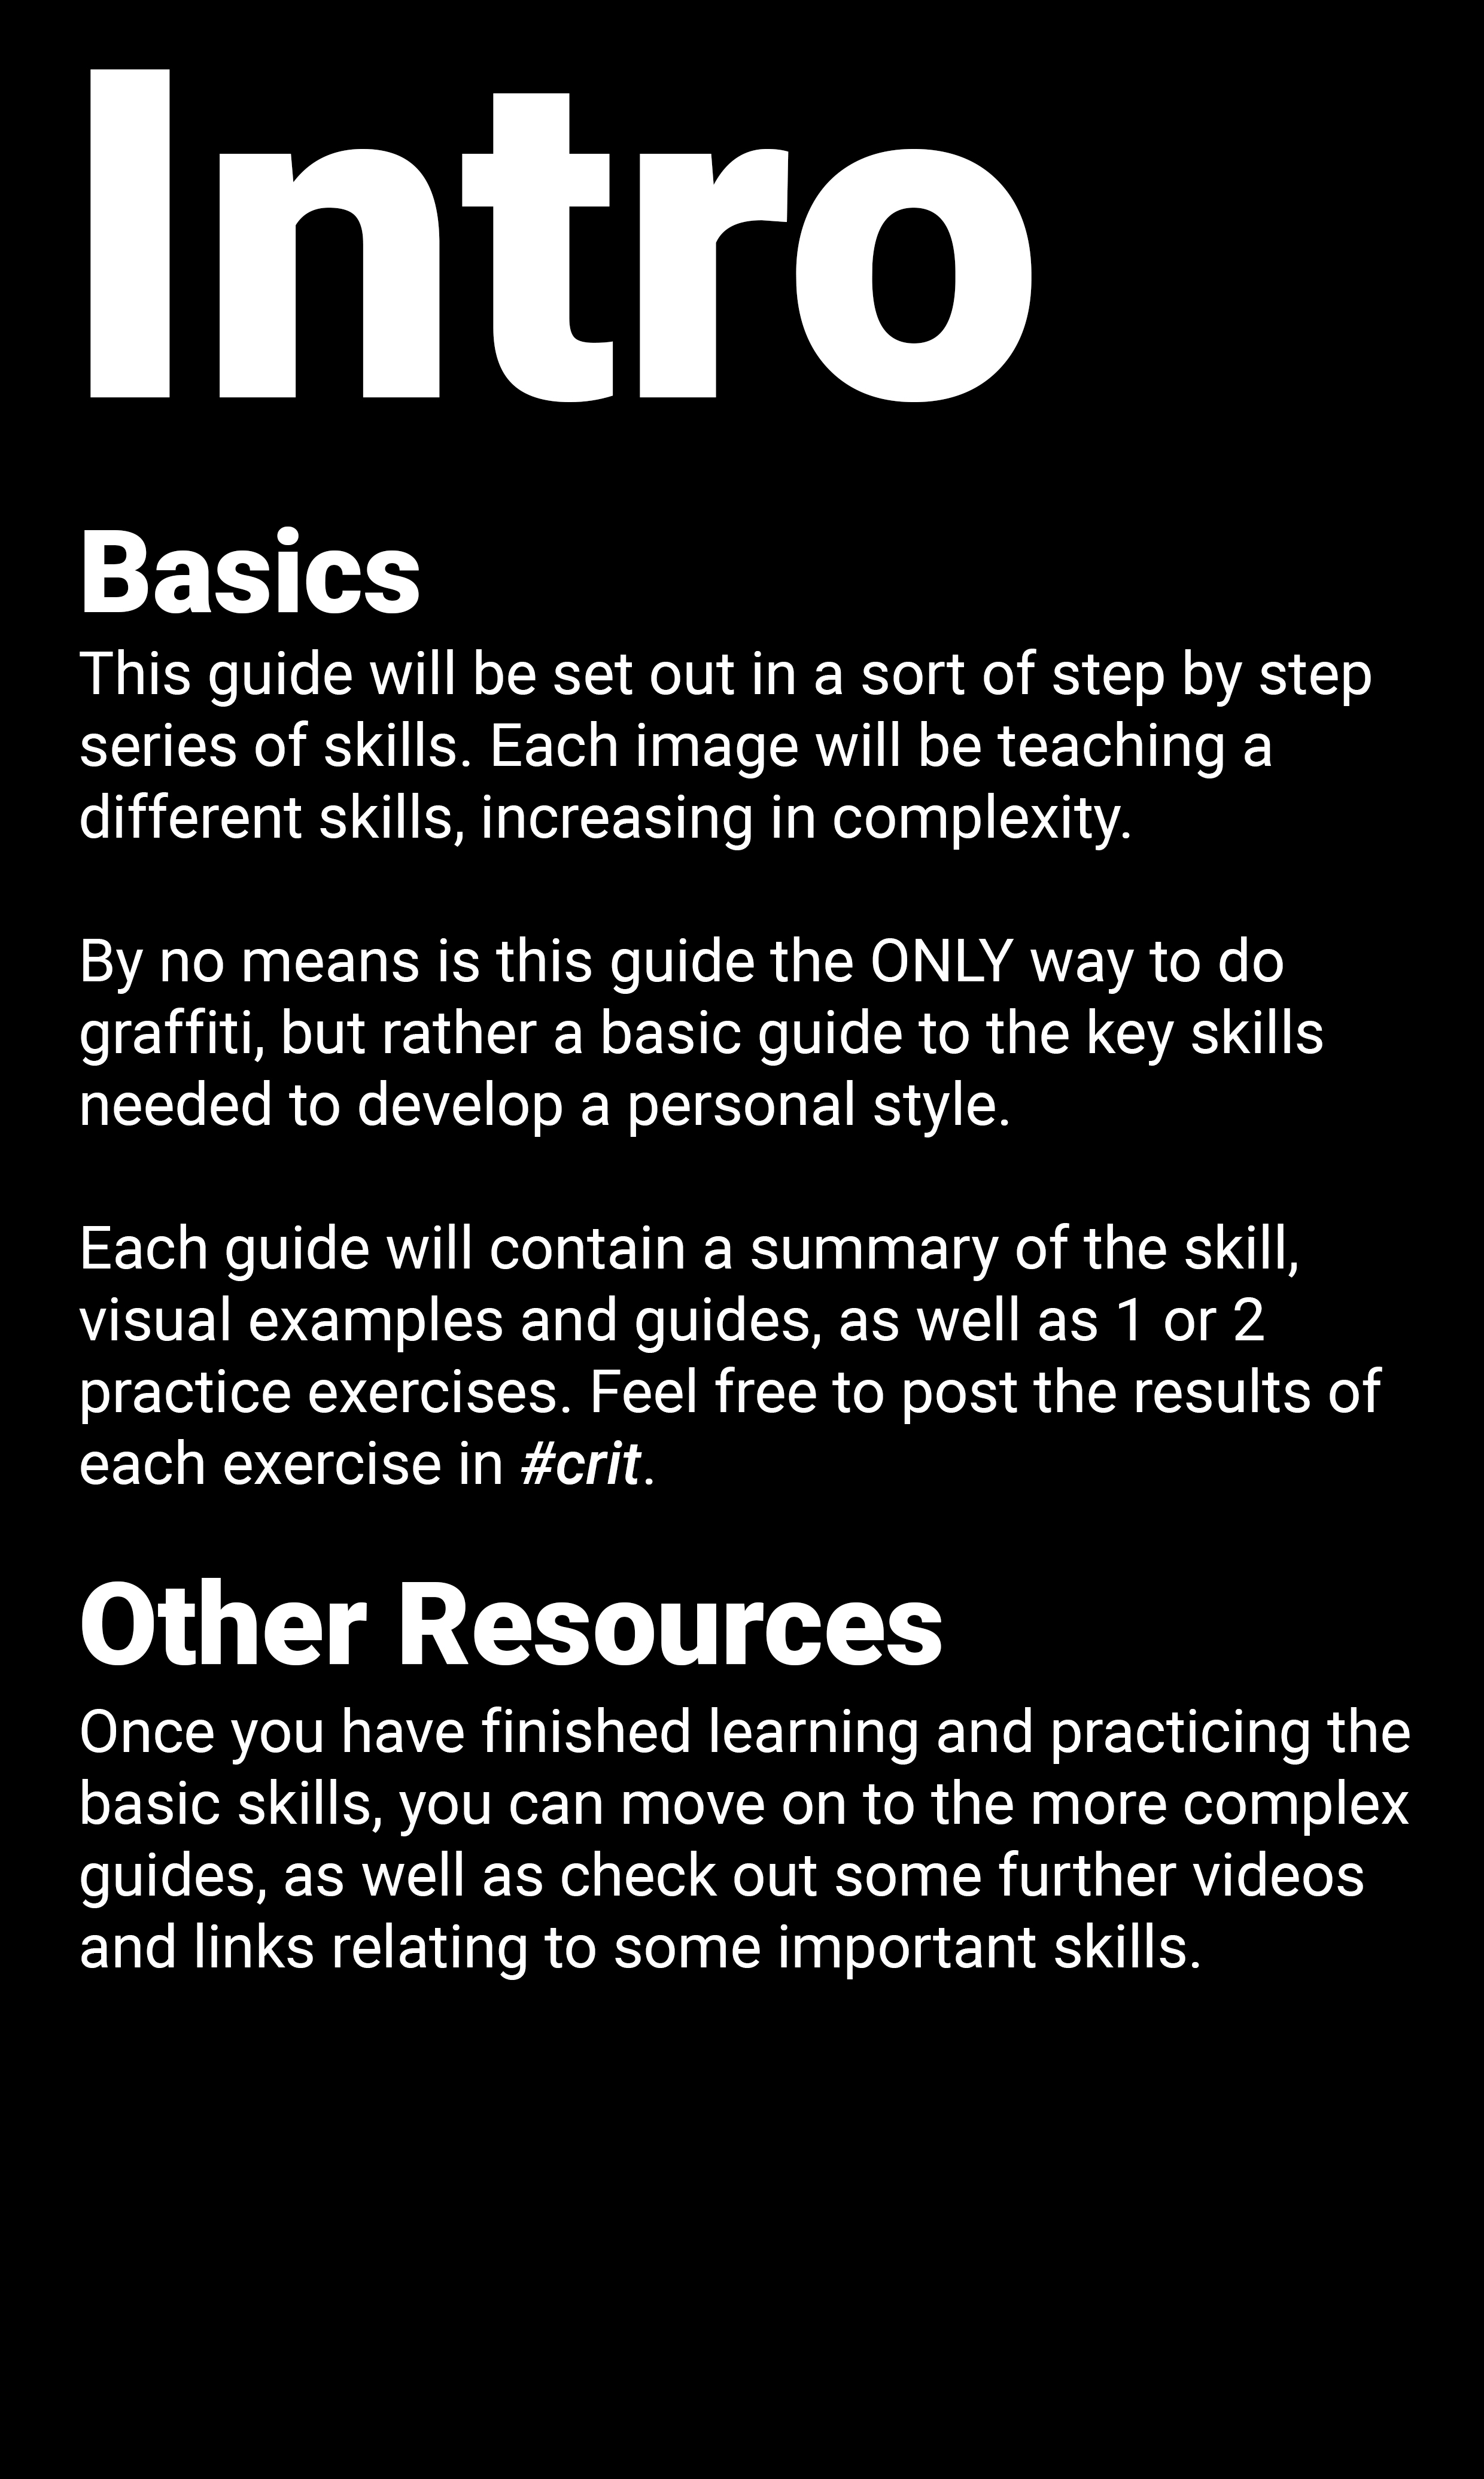 Intro
Basics
This guide will be set out in a sort of step by step
series of skills. Each image will be teaching a
different skills, increasing in complexity.
By no means is this guide the ONLY way to do
graffiti, but rather a basic guide to the key skills
needed to develop a personal style.
Each guide will contain a summary of the skill,
visual examples and guides, as well as 1 or 2
practice exercises. Feel free to post the results of
each exercise in #crit.
Other Resources
Once you have finished learning and practicing the
basic skills, you can move on to the more complex
guides, as well as check out some further videos
and links relating to some important skills.